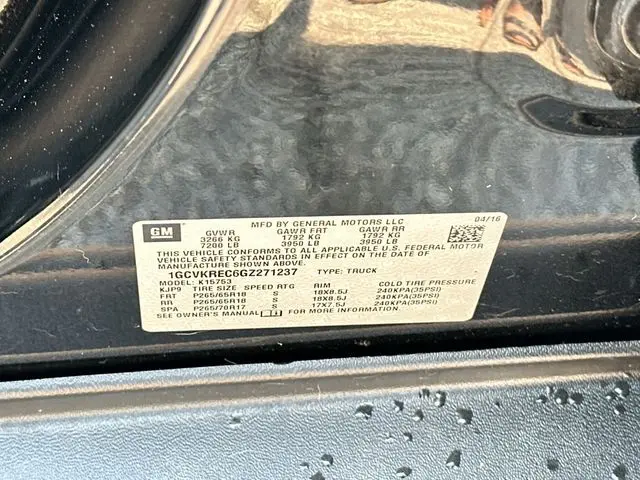 GM
MFD BY GENERAL MOTORS LLC 04/16
GVWR GAWR FRT GAWR RR
3266 KG 1792 KG 1792 KG
7200 LB 3950 LB 3950 LB
THIS VEHICLE CONFORMS TO ALL APPLICABLE U.S. FEDERAL MOTOR
VEHICLE SAFETY STANDARDS IN EFFECT ON THE DATE OF
MANUFACTURE SHOWN ABOVE.
1GCVKREC6GZ271237 TYPE: TRUCK
MODEL: K15753
KJP9 TIRE SIZE SPEED RTG RIM COLD TIRE PRESSURE
FRT P265/65R18 S 18X8.5J 240KPA(35PSI)
RR P265/65R18 S 18X8.5J 240KPA(35PSI)
SPA P265/70R17 S 17X7.5J 240KPA(35PSI)
SEE OWNER'S MANUAL FOR MORE INFORMATION.